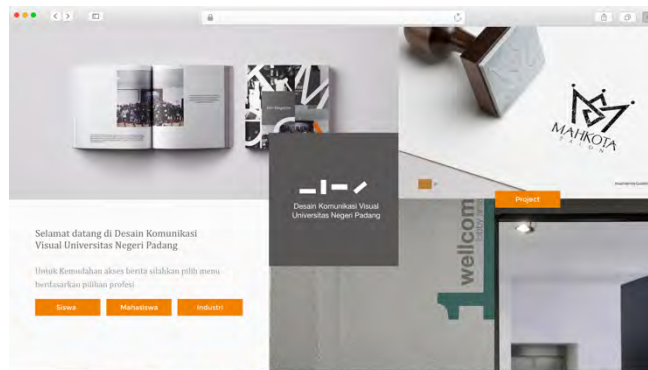 MAHKOTA
SALON
Desain Komunikasi Visual
Universitas Negeri Padang
Project
wellcom
Selamat datang di Desain Komunikasi
Visual Universitas Negeri Padang
Untuk Kemudahan akses berita silahkan pilih menu
berdasarkan pilihan profesi
Siswa
Mahasiswa
Industri